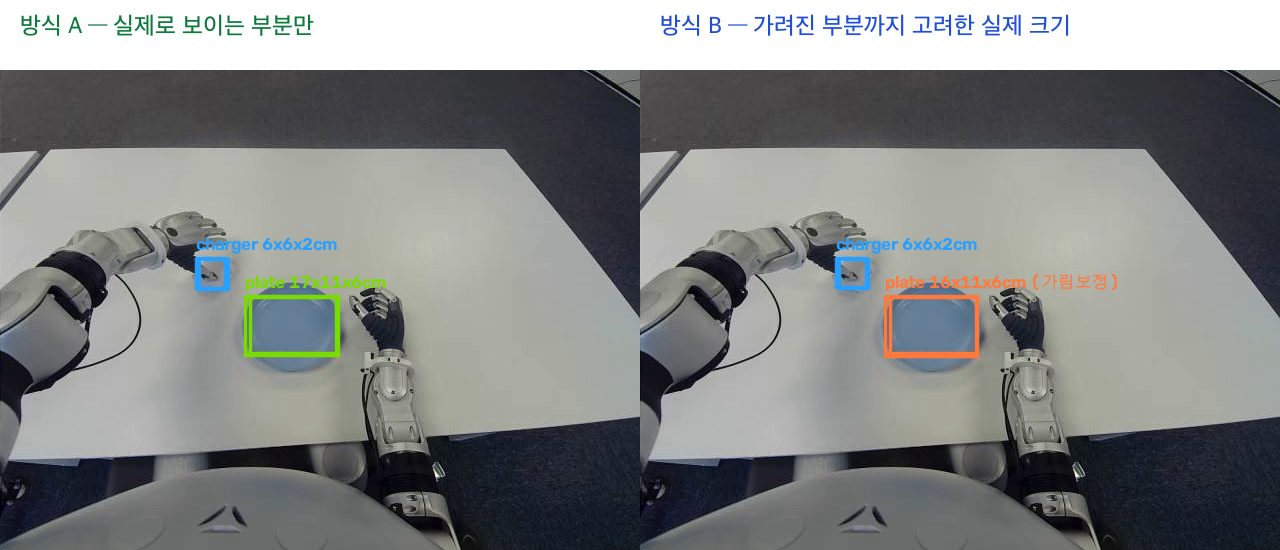 방식 A — 실제로 보이는 부분만
방식 B — 가려진 부분까지 고려한 실제 크기
charger 6x6x2cm
plate 17x11x6cm
charger 6x6x2cm
plate 16x11x6cm (가림보정)